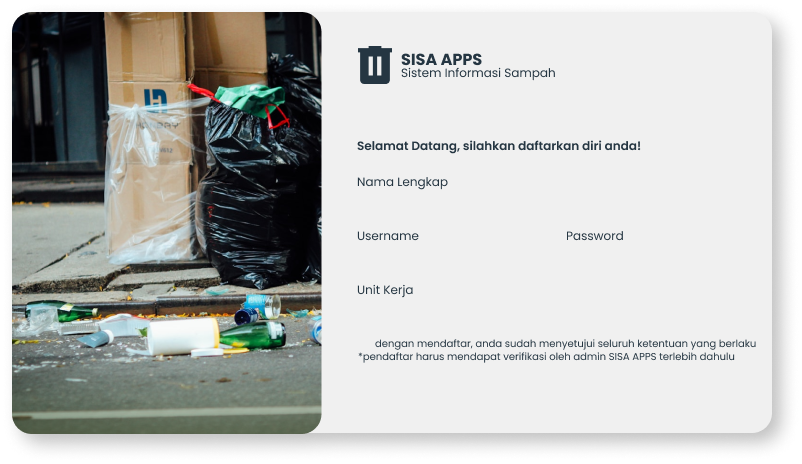 SISA APPS
Sistem Informasi Sampah
Selamat Datang, silahkan daftarkan diri anda!
Nama Lengkap
Username
Password
Unit Kerja
dengan mendaftar, anda sudah menyetujui seluruh ketentuan yang berlaku
*pendaftar harus mendapat verifikasi oleh admin SISA APPS terlebih dahulu